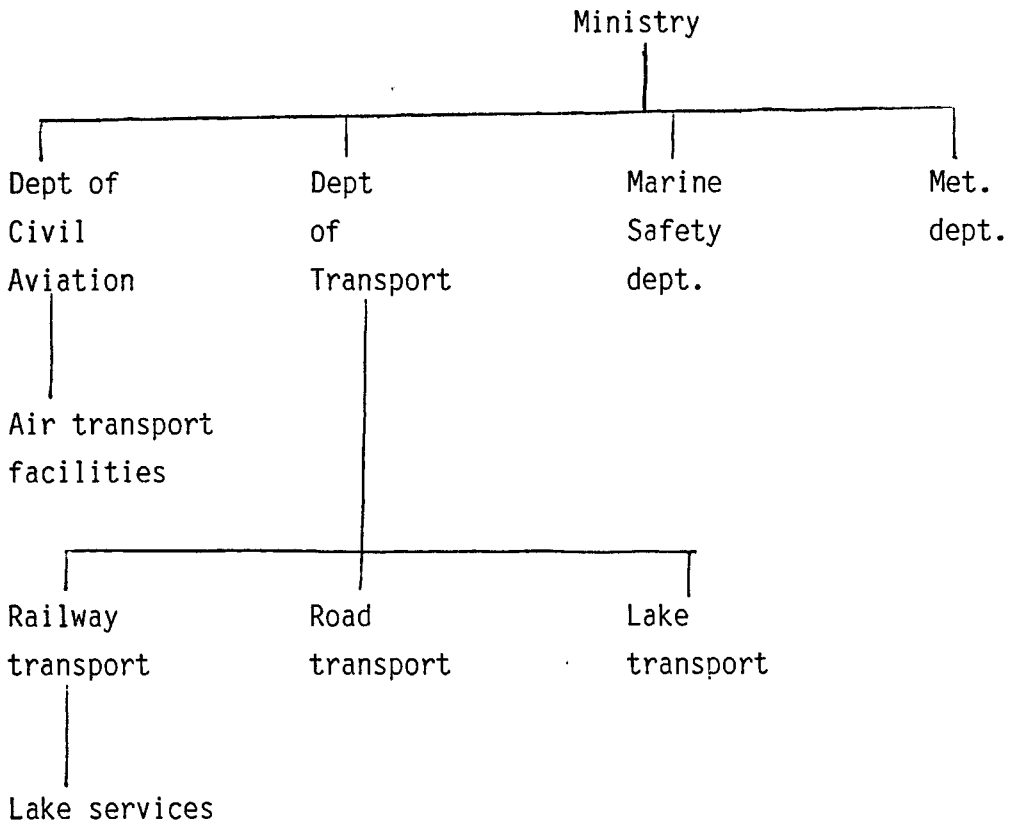 Ministry
Dept of
Civil
Aviation
Dept
of
Transport
Marine
Safety
dept.
Met.
dept.
Air transport
facilities
Railway
transport
Road
transport
Lake
transport
Lake services